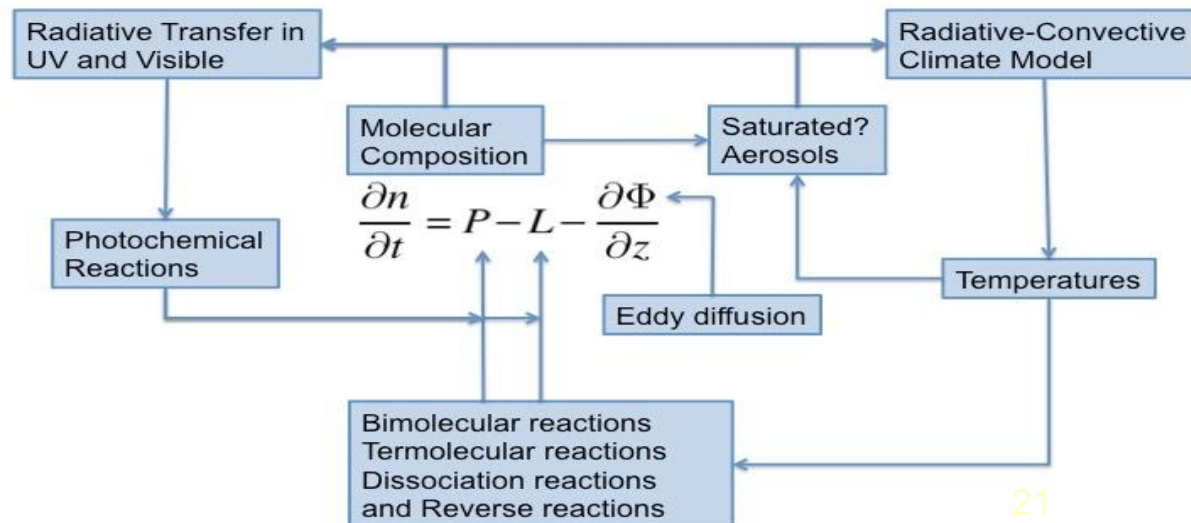 Radiative Transfer in
UV and Visible
Radiative-Convective
Climate Model
Molecular
Composition
Saturated?
Aerosols
∂n/∂t = P − L − ∂Φ/∂z
Photochemical
Reactions
Temperatures
Eddy diffusion
Bimolecular reactions
Termolecular reactions
Dissociation reactions
and Reverse reactions
21